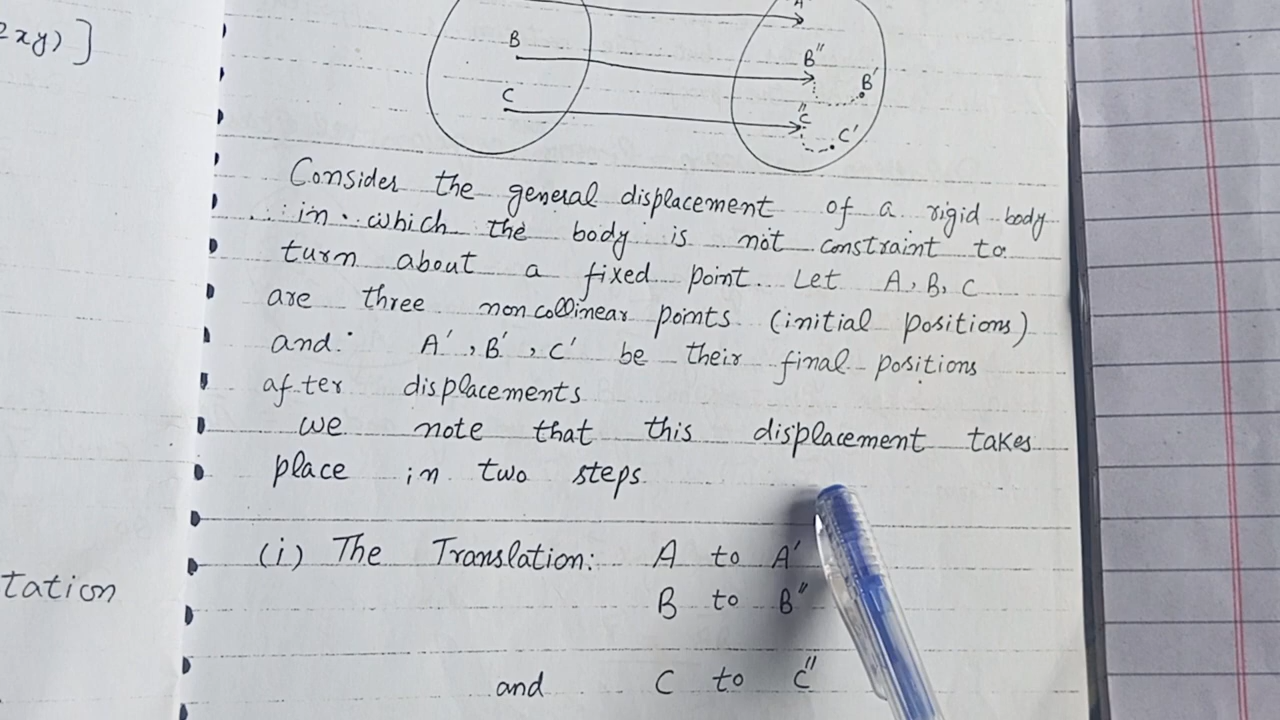 2xy) ]
A
B
B''
B'
C
C''
C'
Consider the general displacement of a rigid body
in which the body is not constraint to
turn about a fixed point. Let A, B, C
are three noncollinear points (initial positions)
and A', B', C' be their final positions
after displacements
we note that this displacement takes
place in two steps.
(i) The Translation: A to A'
B to B''
tation
and C to C''